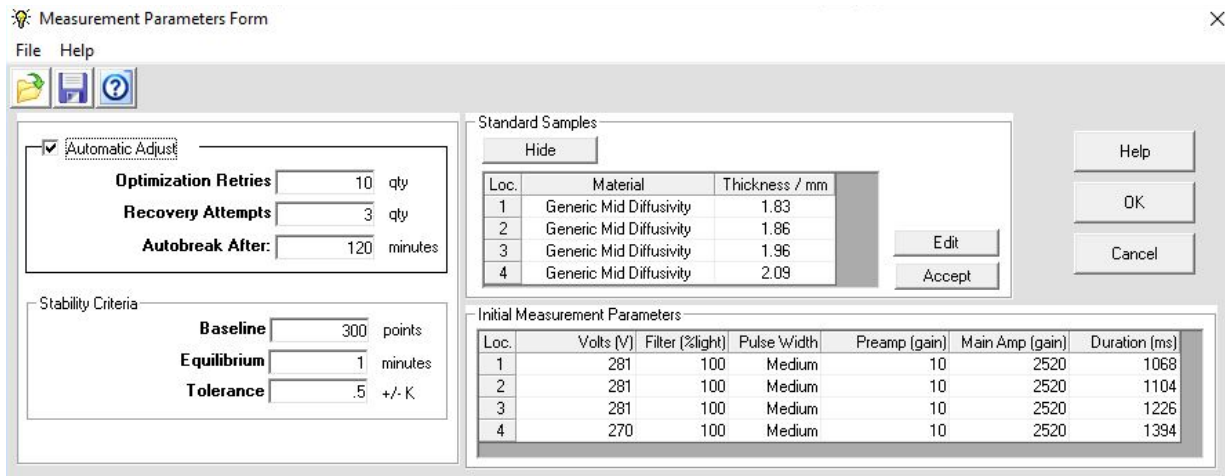 Measurement Parameters Form
File Help
Automatic Adjust
Optimization Retries 10 qty
Recovery Attempts 3 qty
Autobreak After: 120 minutes
Stability Criteria
Baseline 300 points
Equilibrium 1 minutes
Tolerance .5 +/- K
Standard Samples
Hide
Loc. Material Thickness / mm
1 Generic Mid Diffusivity 1.83
2 Generic Mid Diffusivity 1.86
3 Generic Mid Diffusivity 1.96
4 Generic Mid Diffusivity 2.09
Edit
Accept
Help
OK
Cancel
Initial Measurement Parameters
Loc. Volts (V) Filter (%light) Pulse Width Preamp (gain) Main Amp (gain) Duration (ms)
1 281 100 Medium 10 2520 1068
2 281 100 Medium 10 2520 1104
3 281 100 Medium 10 2520 1226
4 270 100 Medium 10 2520 1394